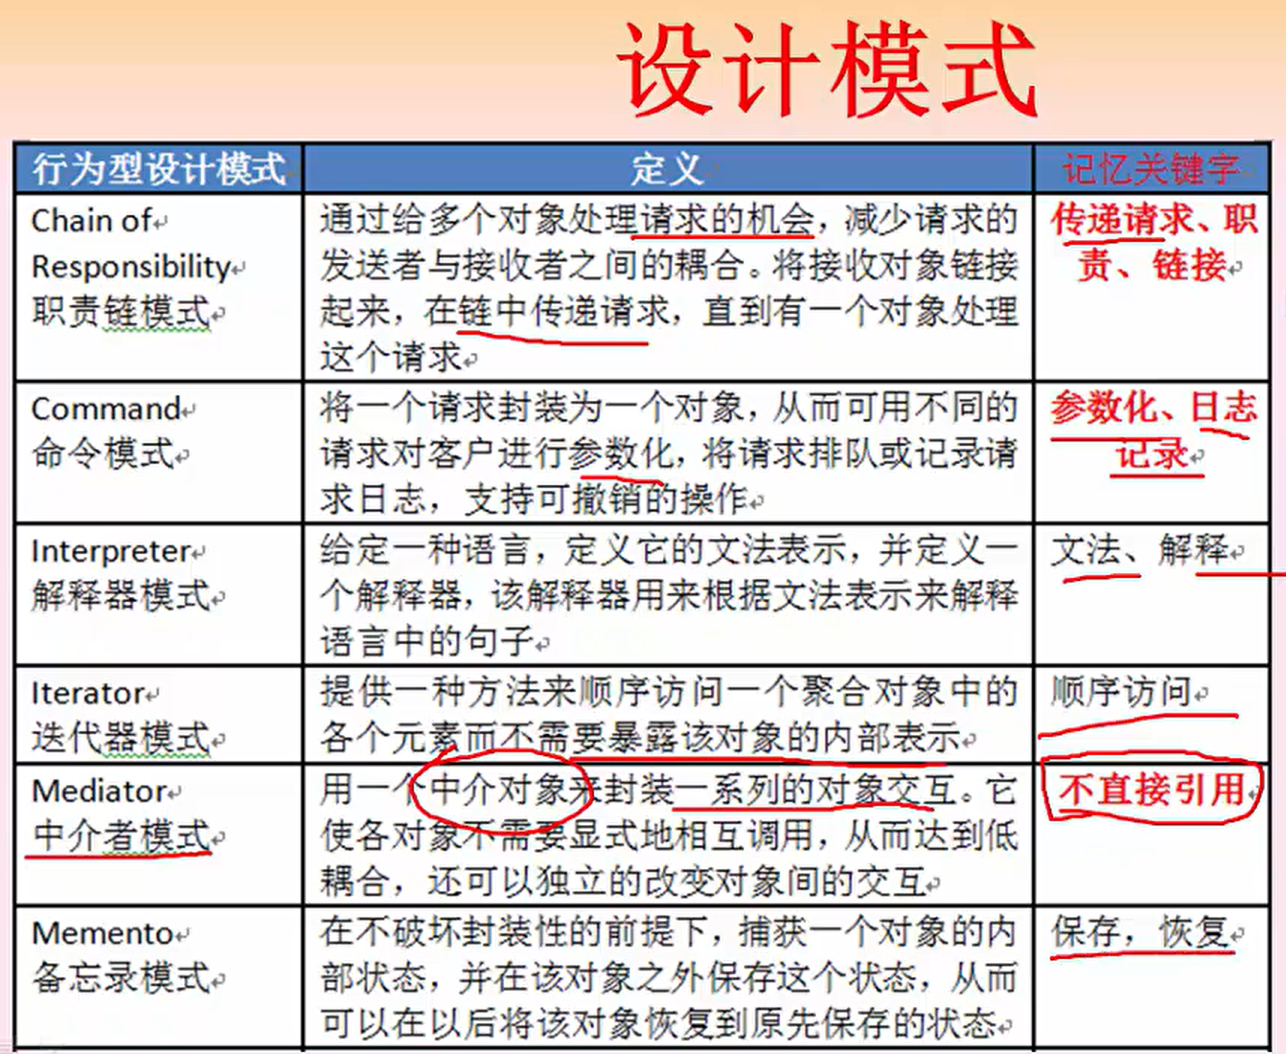 设计模式
行为型设计模式
定义
记忆关键字
Chain of
Responsibility
职责链模式
通过给多个对象处理请求的机会，减少请求的
发送者与接收者之间的耦合。将接收对象链接
起来，在链中传递请求，直到有一个对象处理
这个请求
传递请求、职
责、链接
Command
命令模式
将一个请求封装为一个对象，从而可用不同的
请求对客户进行参数化，将请求排队或记录请
求日志，支持可撤销的操作
参数化、日志
记录
Interpreter
解释器模式
给定一种语言，定义它的文法表示，并定义一
个解释器，该解释器用来根据文法表示来解释
语言中的句子
文法、解释
Iterator
迭代器模式
提供一种方法来顺序访问一个聚合对象中的
各个元素而不需要暴露该对象的内部表示
顺序访问
Mediator
中介者模式
用一个中介对象来封装一系列的对象交互。它
使各对象不需要显式地相互调用，从而达到低
耦合，还可以独立的改变对象间的交互
不直接引用
Memento
备忘录模式
在不破坏封装性的前提下，捕获一个对象的内
部状态，并在该对象之外保存这个状态，从而
可以在以后将该对象恢复到原先保存的状态
保存，恢复